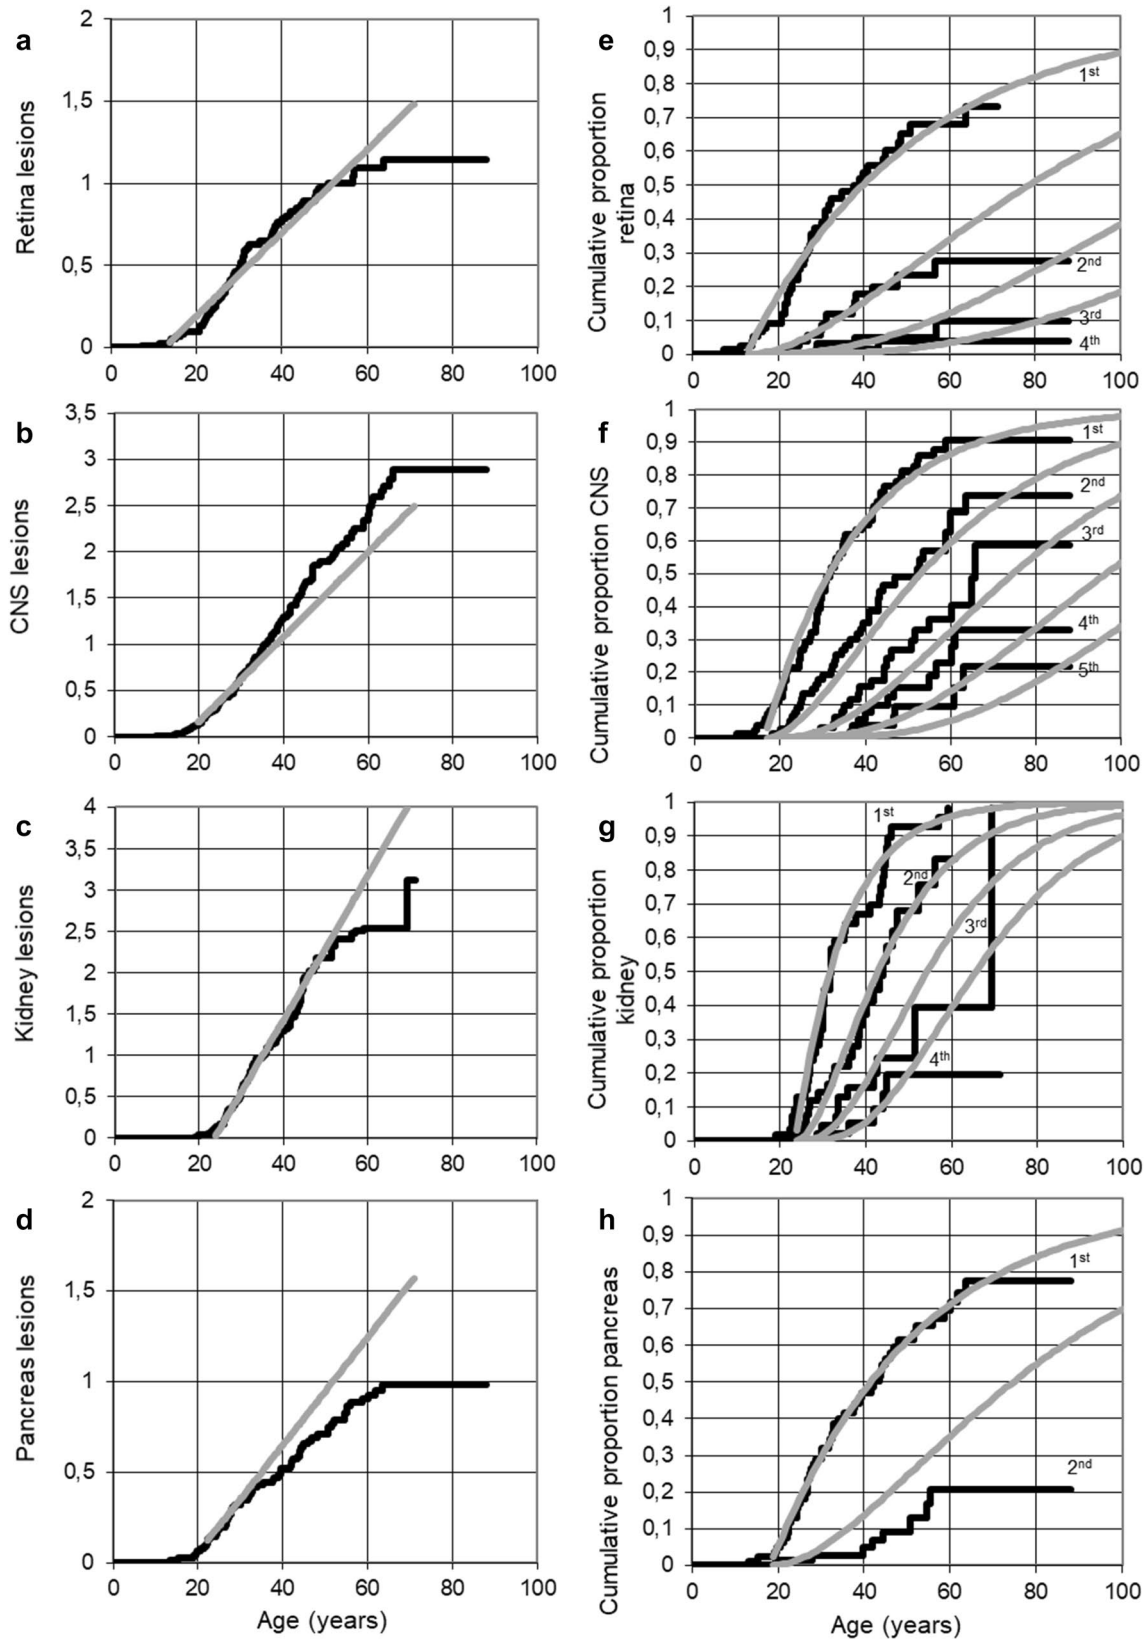 a
2
1,5
1
0,5
0
Retina lesions
0 20 40 60 80 100
b
3,5
3
2,5
2
1,5
1
0,5
0
CNS lesions
0 20 40 60 80 100
c
4
3,5
3
2,5
2
1,5
1
0,5
0
Kidney lesions
0 20 40 60 80 100
d
2
1,5
1
0,5
0
Pancreas lesions
0 20 40 60 80 100
Age (years)
e
1
0,9
0,8
0,7
0,6
0,5
0,4
0,3
0,2
0,1
0
Cumulative proportion
retina
1st
2nd
3rd
4th
0 20 40 60 80 100
f
1
0,9
0,8
0,7
0,6
0,5
0,4
0,3
0,2
0,1
0
Cumulative proportion CNS
1st
2nd
3rd
4th
5th
0 20 40 60 80 100
g
1
0,9
0,8
0,7
0,6
0,5
0,4
0,3
0,2
0,1
0
Cumulative proportion
kidney
1st
2nd
3rd
4th
0 20 40 60 80 100
h
1
0,9
0,8
0,7
0,6
0,5
0,4
0,3
0,2
0,1
0
Cumulative proportion pancreas
1st
2nd
0 20 40 60 80 100
Age (years)